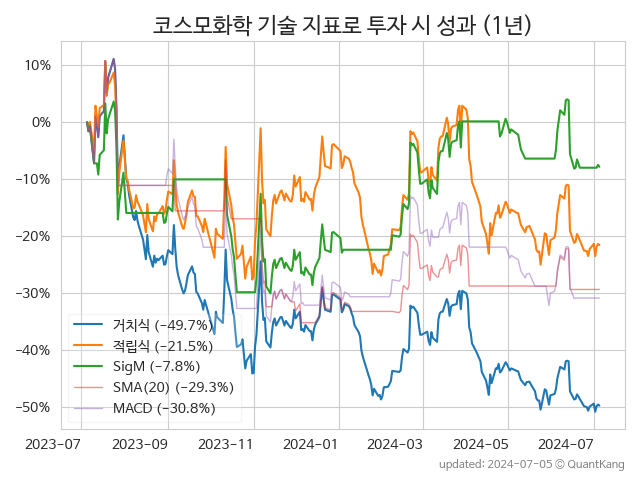 코스모화학 기술 지표로 투자 시 성과 (1년)
10%
0%
−10%
−20%
−30%
−40%
−50%
거치식 (−49.7%)
적립식 (−21.5%)
SigM (−7.8%)
SMA(20) (−29.3%)
MACD (−30.8%)
2023-07
2023-09
2023-11
2024-01
2024-03
2024-05
2024-07
updated: 2024-07-05 © QuantKang